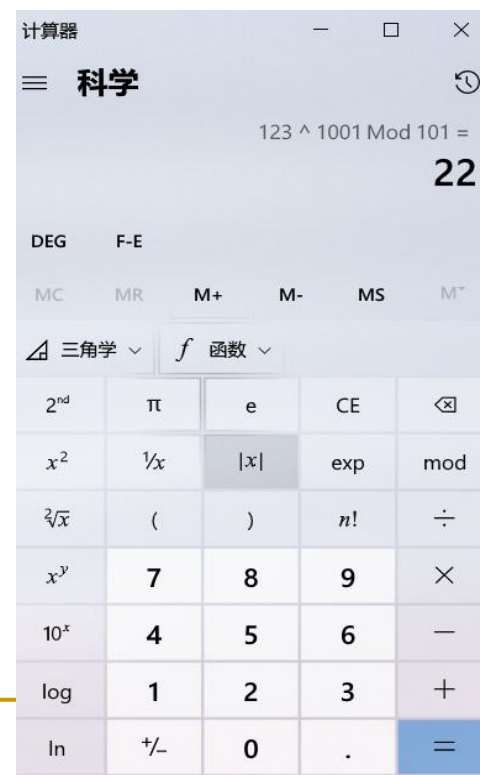 计算器
科学
123 ^ 1001 Mod 101 =
22
DEG F-E
MC MR M+ M- MS M˅
三角学 f 函数
2ⁿᵈ π e CE
x² ¹/x |x| exp mod
²√x ( ) n! ÷
xʸ 7 8 9 ×
10ˣ 4 5 6 −
log 1 2 3 +
ln +/− 0 . =